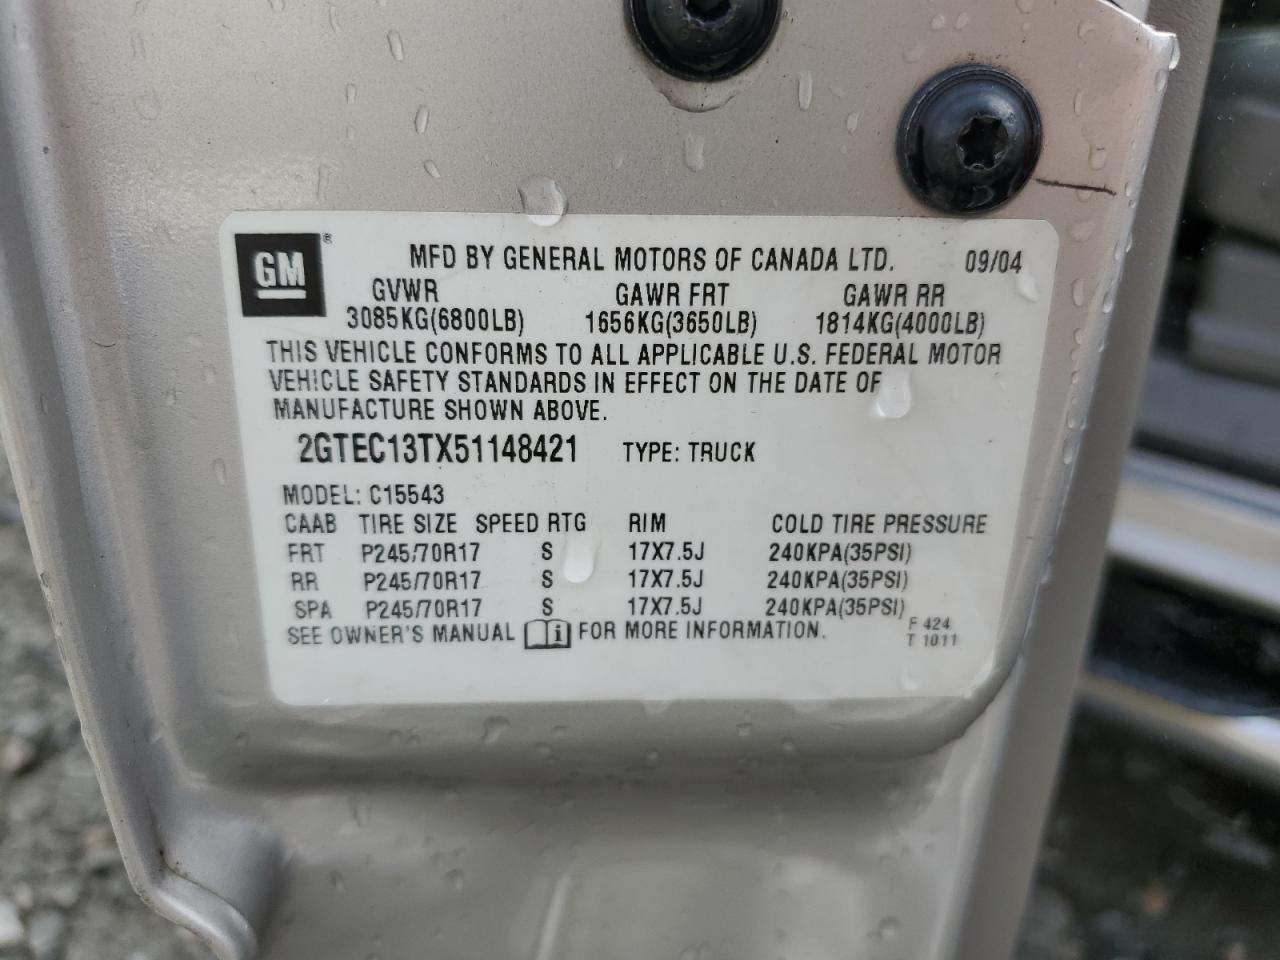 GM ® MFD BY GENERAL MOTORS OF CANADA LTD. 09/04
GVWR GAWR FRT GAWR RR
3085KG(6800LB) 1656KG(3650LB) 1814KG(4000LB)
THIS VEHICLE CONFORMS TO ALL APPLICABLE U.S. FEDERAL MOTOR
VEHICLE SAFETY STANDARDS IN EFFECT ON THE DATE OF
MANUFACTURE SHOWN ABOVE.
2GTEC13TX51148421 TYPE: TRUCK
MODEL: C15543
CAAB TIRE SIZE SPEED RTG RIM COLD TIRE PRESSURE
FRT P245/70R17 S 17X7.5J 240KPA(35PSI)
RR P245/70R17 S 17X7.5J 240KPA(35PSI)
SPA P245/70R17 S 17X7.5J 240KPA(35PSI)
SEE OWNER'S MANUAL i FOR MORE INFORMATION.
F 424
T 1011